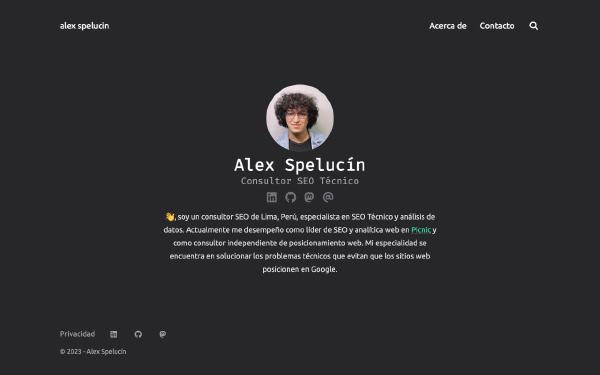 alex spelucin
Acerca de
Contacto
Alex Spelucín
Consultor SEO Técnico
👋, soy un consultor SEO de Lima, Perú, especialista en SEO Técnico y análisis de
datos. Actualmente me desempeño como líder de SEO y analítica web en Picnic y
como consultor independiente de posicionamiento web. Mi especialidad se
encuentra en solucionar los problemas técnicos que evitan que los sitios web
posicionen en Google.
Privacidad
© 2023 - Alex Spelucín